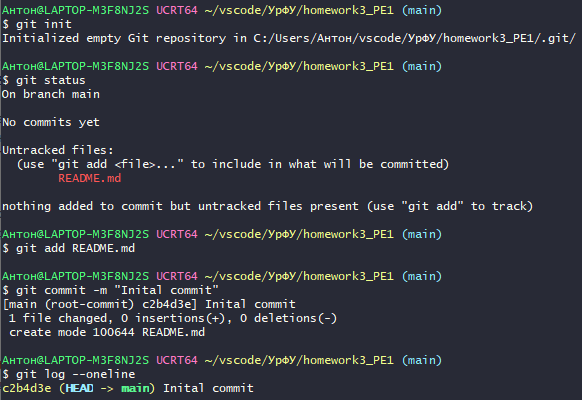 Антон@LAPTOP-M3F8NJ2S UCRT64 ~/vscode/УрФУ/homework3_PE1 (main)
$ git init
Initialized empty Git repository in C:/Users/Антон/vscode/УрФУ/homework3_PE1/.git/
Антон@LAPTOP-M3F8NJ2S UCRT64 ~/vscode/УрФУ/homework3_PE1 (main)
$ git status
On branch main
No commits yet
Untracked files:
(use "git add <file>..." to include in what will be committed)
README.md
nothing added to commit but untracked files present (use "git add" to track)
Антон@LAPTOP-M3F8NJ2S UCRT64 ~/vscode/УрФУ/homework3_PE1 (main)
$ git add README.md
Антон@LAPTOP-M3F8NJ2S UCRT64 ~/vscode/УрФУ/homework3_PE1 (main)
$ git commit -m "Inital commit"
[main (root-commit) c2b4d3e] Inital commit
1 file changed, 0 insertions(+), 0 deletions(-)
create mode 100644 README.md
Антон@LAPTOP-M3F8NJ2S UCRT64 ~/vscode/УрФУ/homework3_PE1 (main)
$ git log --oneline
c2b4d3e (HEAD -> main) Inital commit